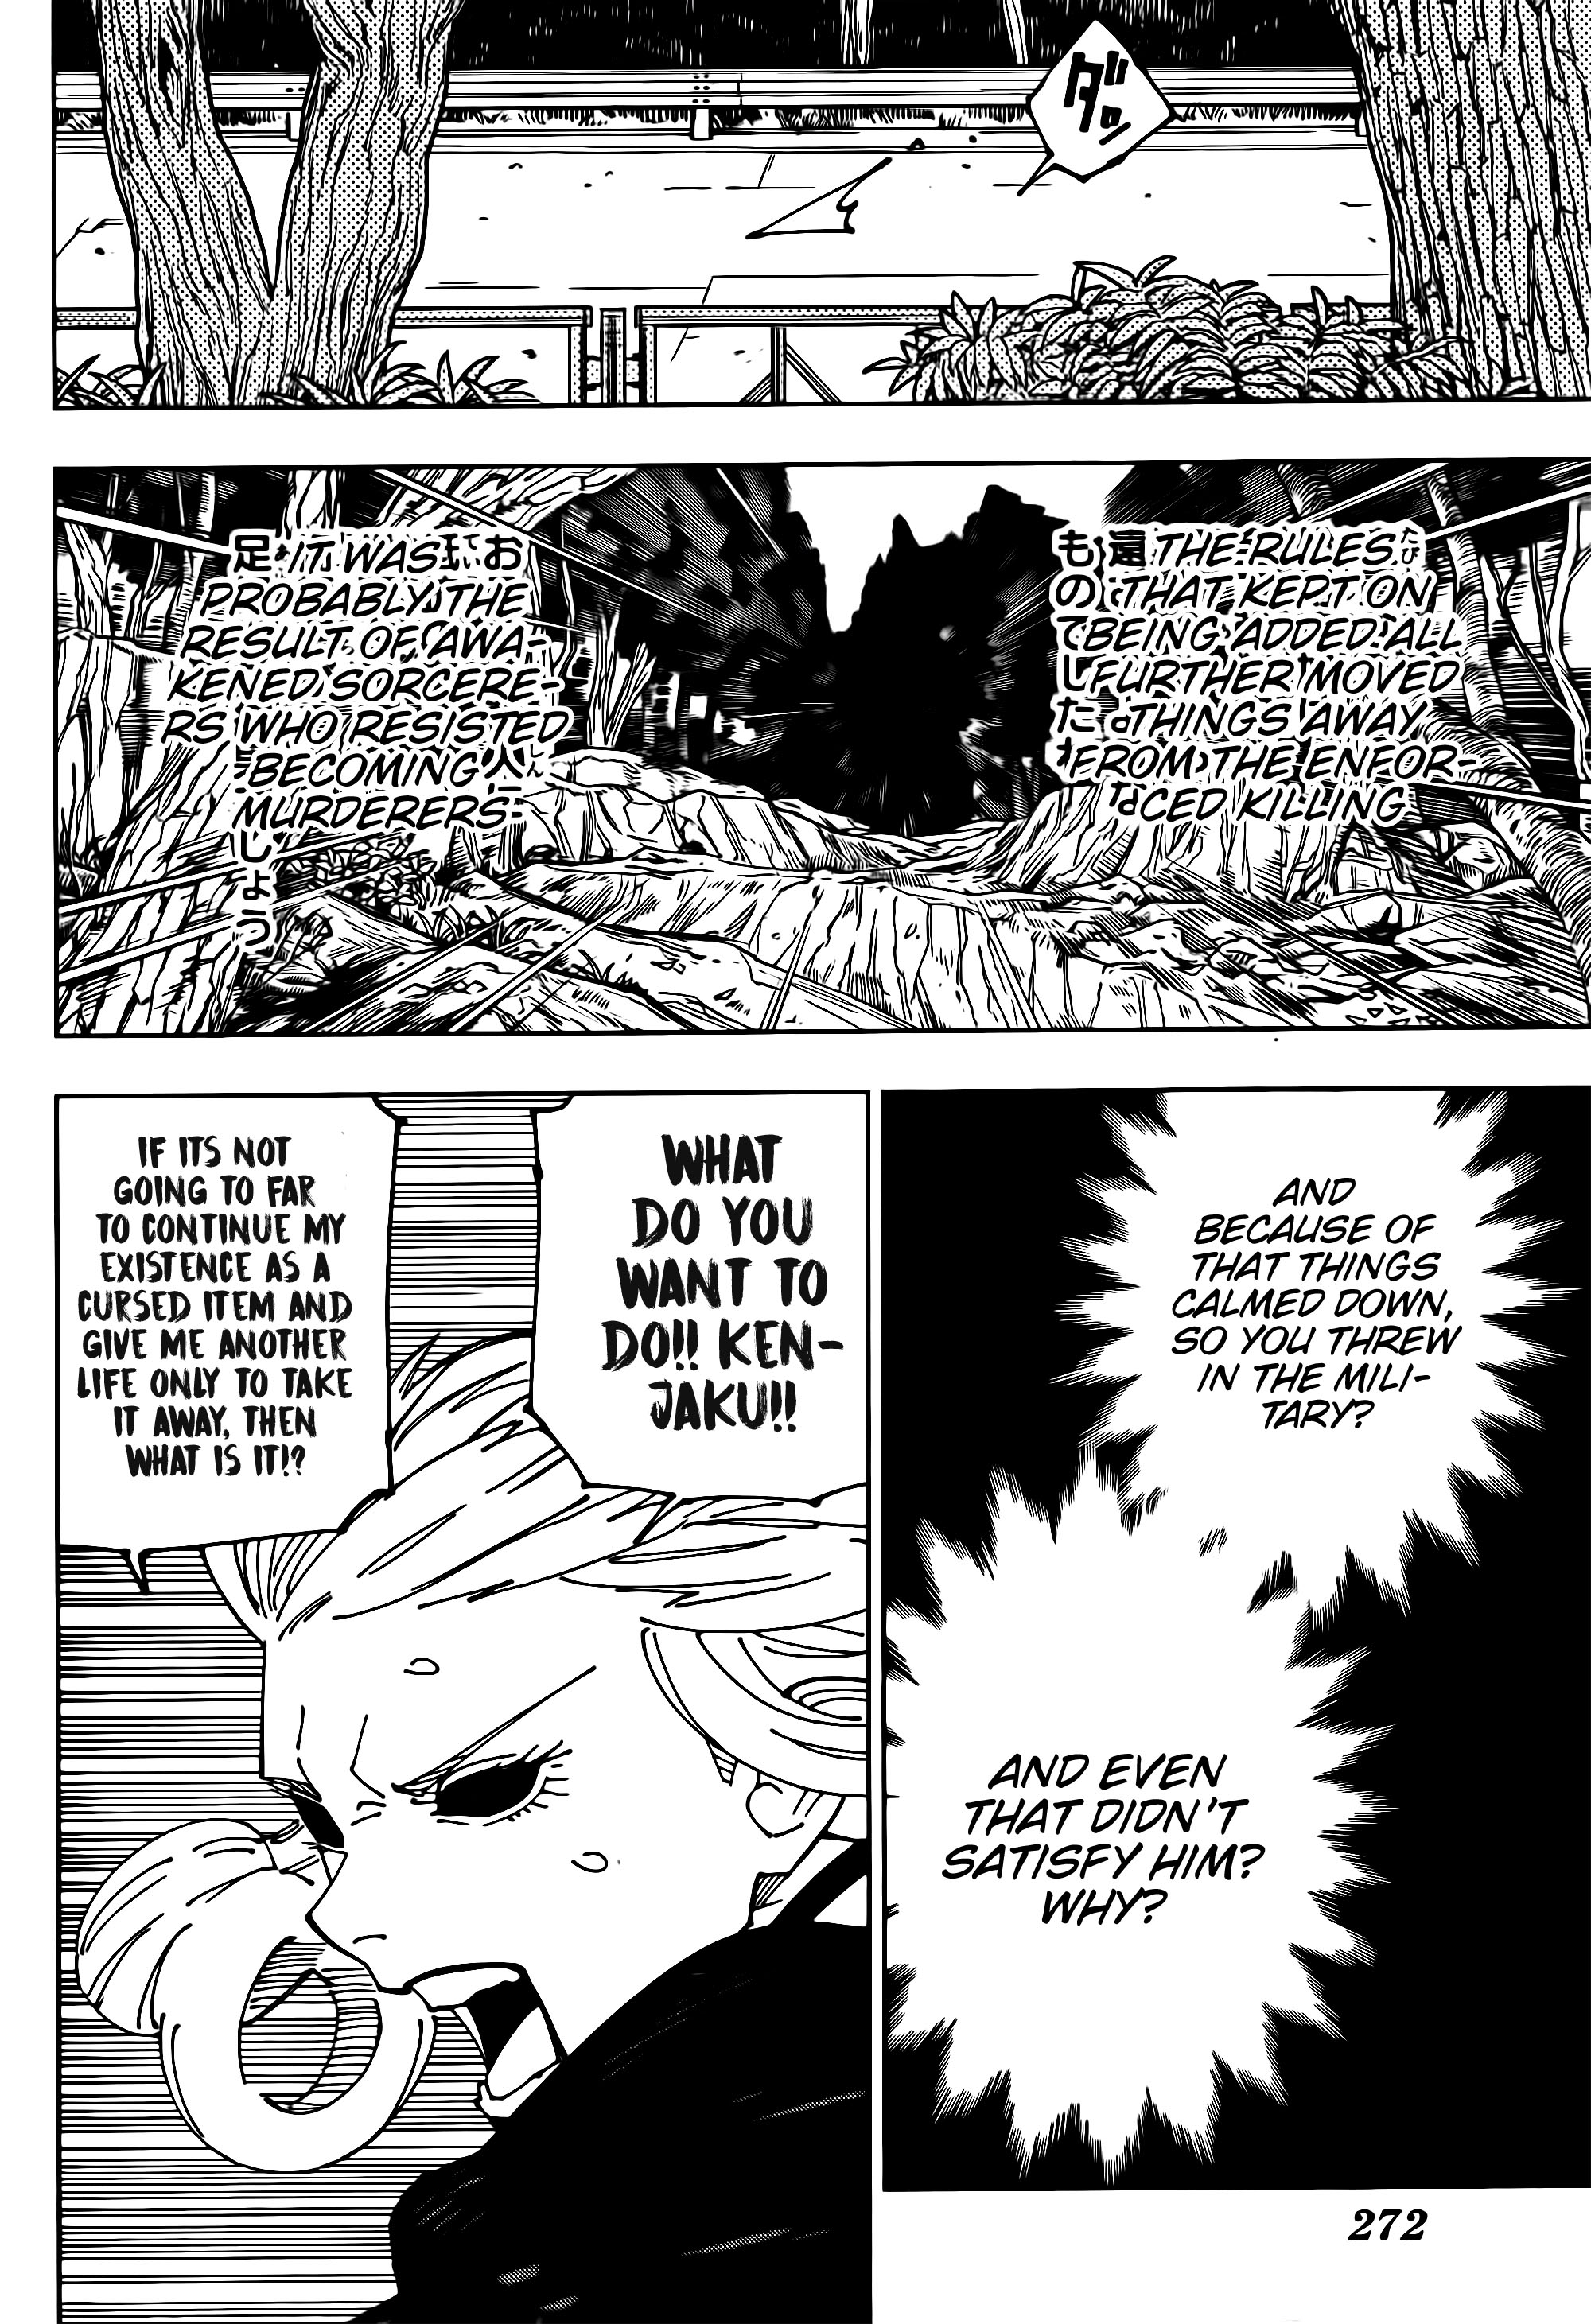 ダッ
THE RULES
THAT KEPT ON
BEING ADDED ALL
FURTHER MOVED
THINGS AWAY
FROM THE ENFOR-
CED KILLING
ものでしたね
遠
IT WAS
PROBABLY THE
RESULT OF AWA-
KENED SORCERE-
RS WHO RESISTED
BECOMING
MURDERERS
お
人
足
しょう
AND
BECAUSE OF
THAT THINGS
CALMED DOWN,
SO YOU THREW
IN THE MILI-
TARY?
AND EVEN
THAT DIDN'T
SATISFY HIM?
WHY?
WHAT
DO YOU
WANT TO
DO!! KEN-
JAKU!!
IF ITS NOT
GOING TO FAR
TO CONTINUE MY
EXISTENCE AS A
CURSED ITEM AND
GIVE ME ANOTHER
LIFE ONLY TO TAKE
IT AWAY, THEN
WHAT IS IT!?
272